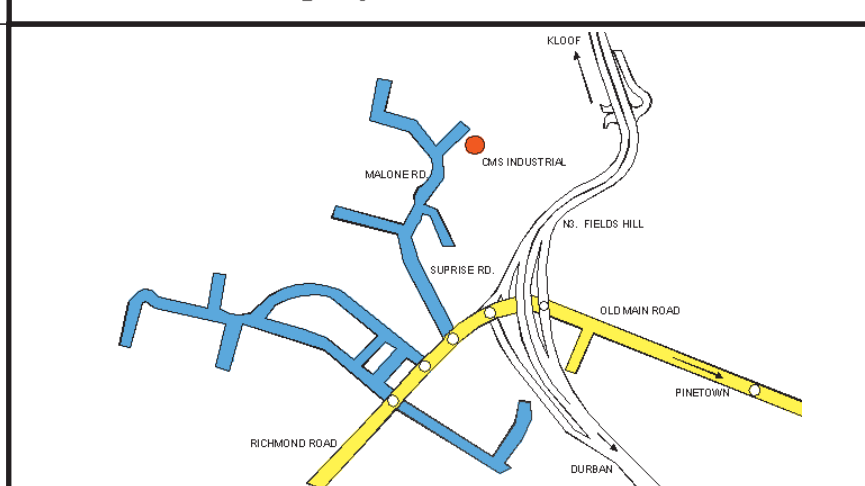 KLOOF
CMS INDUSTRIAL
MALONE RD.
N3. FIELDS HILL
SUPRISE RD.
OLD MAIN ROAD
PINETOWN
RICHMOND ROAD
DURBAN